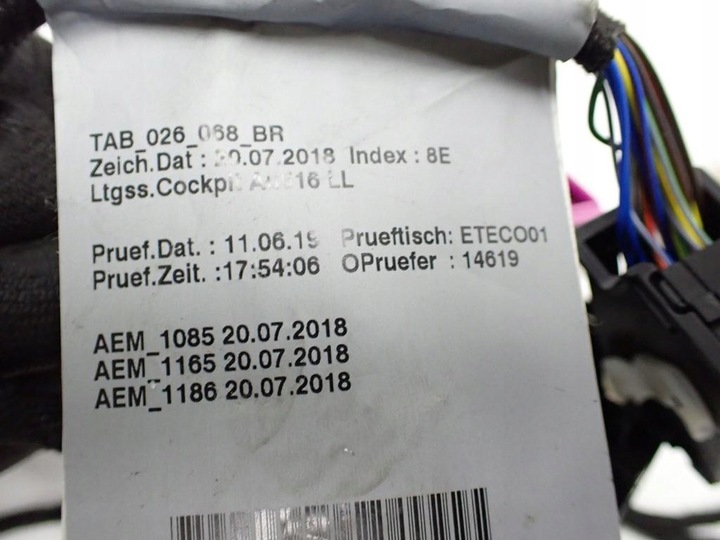 TAB_026_068_BR
Zeich.Dat : 20.07.2018 Index : 8E
Ltgss.Cockpit LL
Pruef.Dat. : 11.06.19 Prueftisch: ETECO01
Pruef.Zeit. :17:54:06 OPruefer : 14619
AEM_1085 20.07.2018
AEM_1165 20.07.2018
AEM_1186 20.07.2018